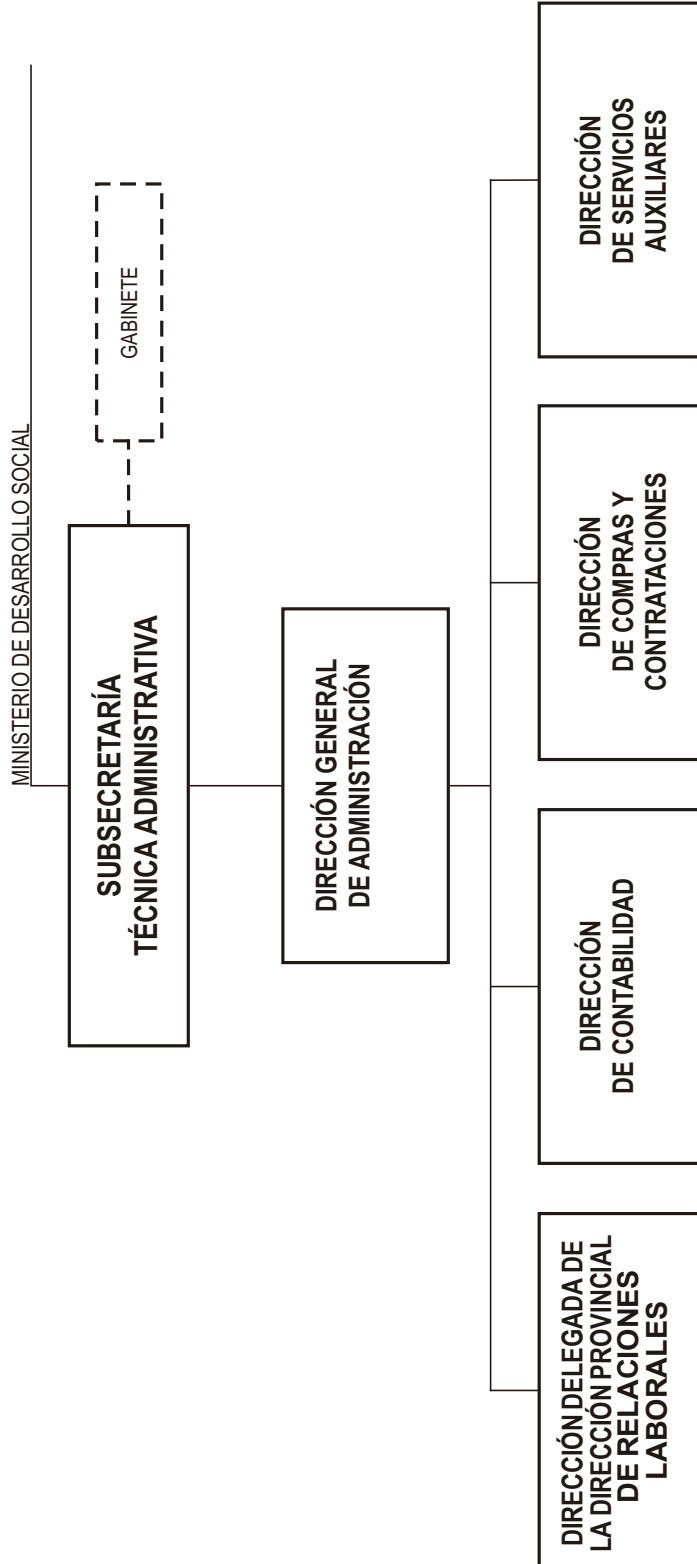 MINISTERIO DE DESARROLLO SOCIAL
SUBSECRETARÍA
TÉCNICA ADMINISTRATIVA
GABINETE
DIRECCIÓN GENERAL
DE ADMINISTRACIÓN
DIRECCIÓN DELEGADA DE
LA DIRECCIÓN PROVINCIAL
DE RELACIONES
LABORALES
DIRECCIÓN
DE CONTABILIDAD
DIRECCIÓN
DE COMPRAS Y
CONTRATACIONES
DIRECCIÓN
DE SERVICIOS
AUXILIARES